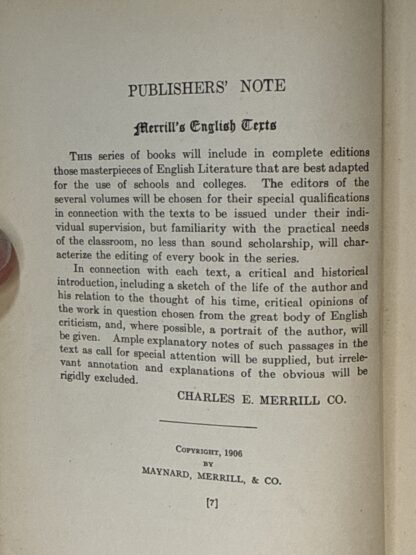 PUBLISHERS' NOTE
Merrill's English Texts
THIS series of books will include in complete editions
those masterpieces of English Literature that are best adapted
for the use of schools and colleges. The editors of the
several volumes will be chosen for their special qualifications
in connection with the texts to be issued under their indi-
vidual supervision, but familiarity with the practical needs
of the classroom, no less than sound scholarship, will char-
acterize the editing of every book in the series.
In connection with each text, a critical and historical
introduction, including a sketch of the life of the author and
his relation to the thought of his time, critical opinions of
the work in question chosen from the great body of English
criticism, and, where possible, a portrait of the author, will
be given. Ample explanatory notes of such passages in the
text as call for special attention will be supplied, but irrele-
vant annotation and explanations of the obvious will be
rigidly excluded.
CHARLES E. MERRILL CO.
COPYRIGHT, 1906
BY
MAYNARD, MERRILL, & CO.
[7]